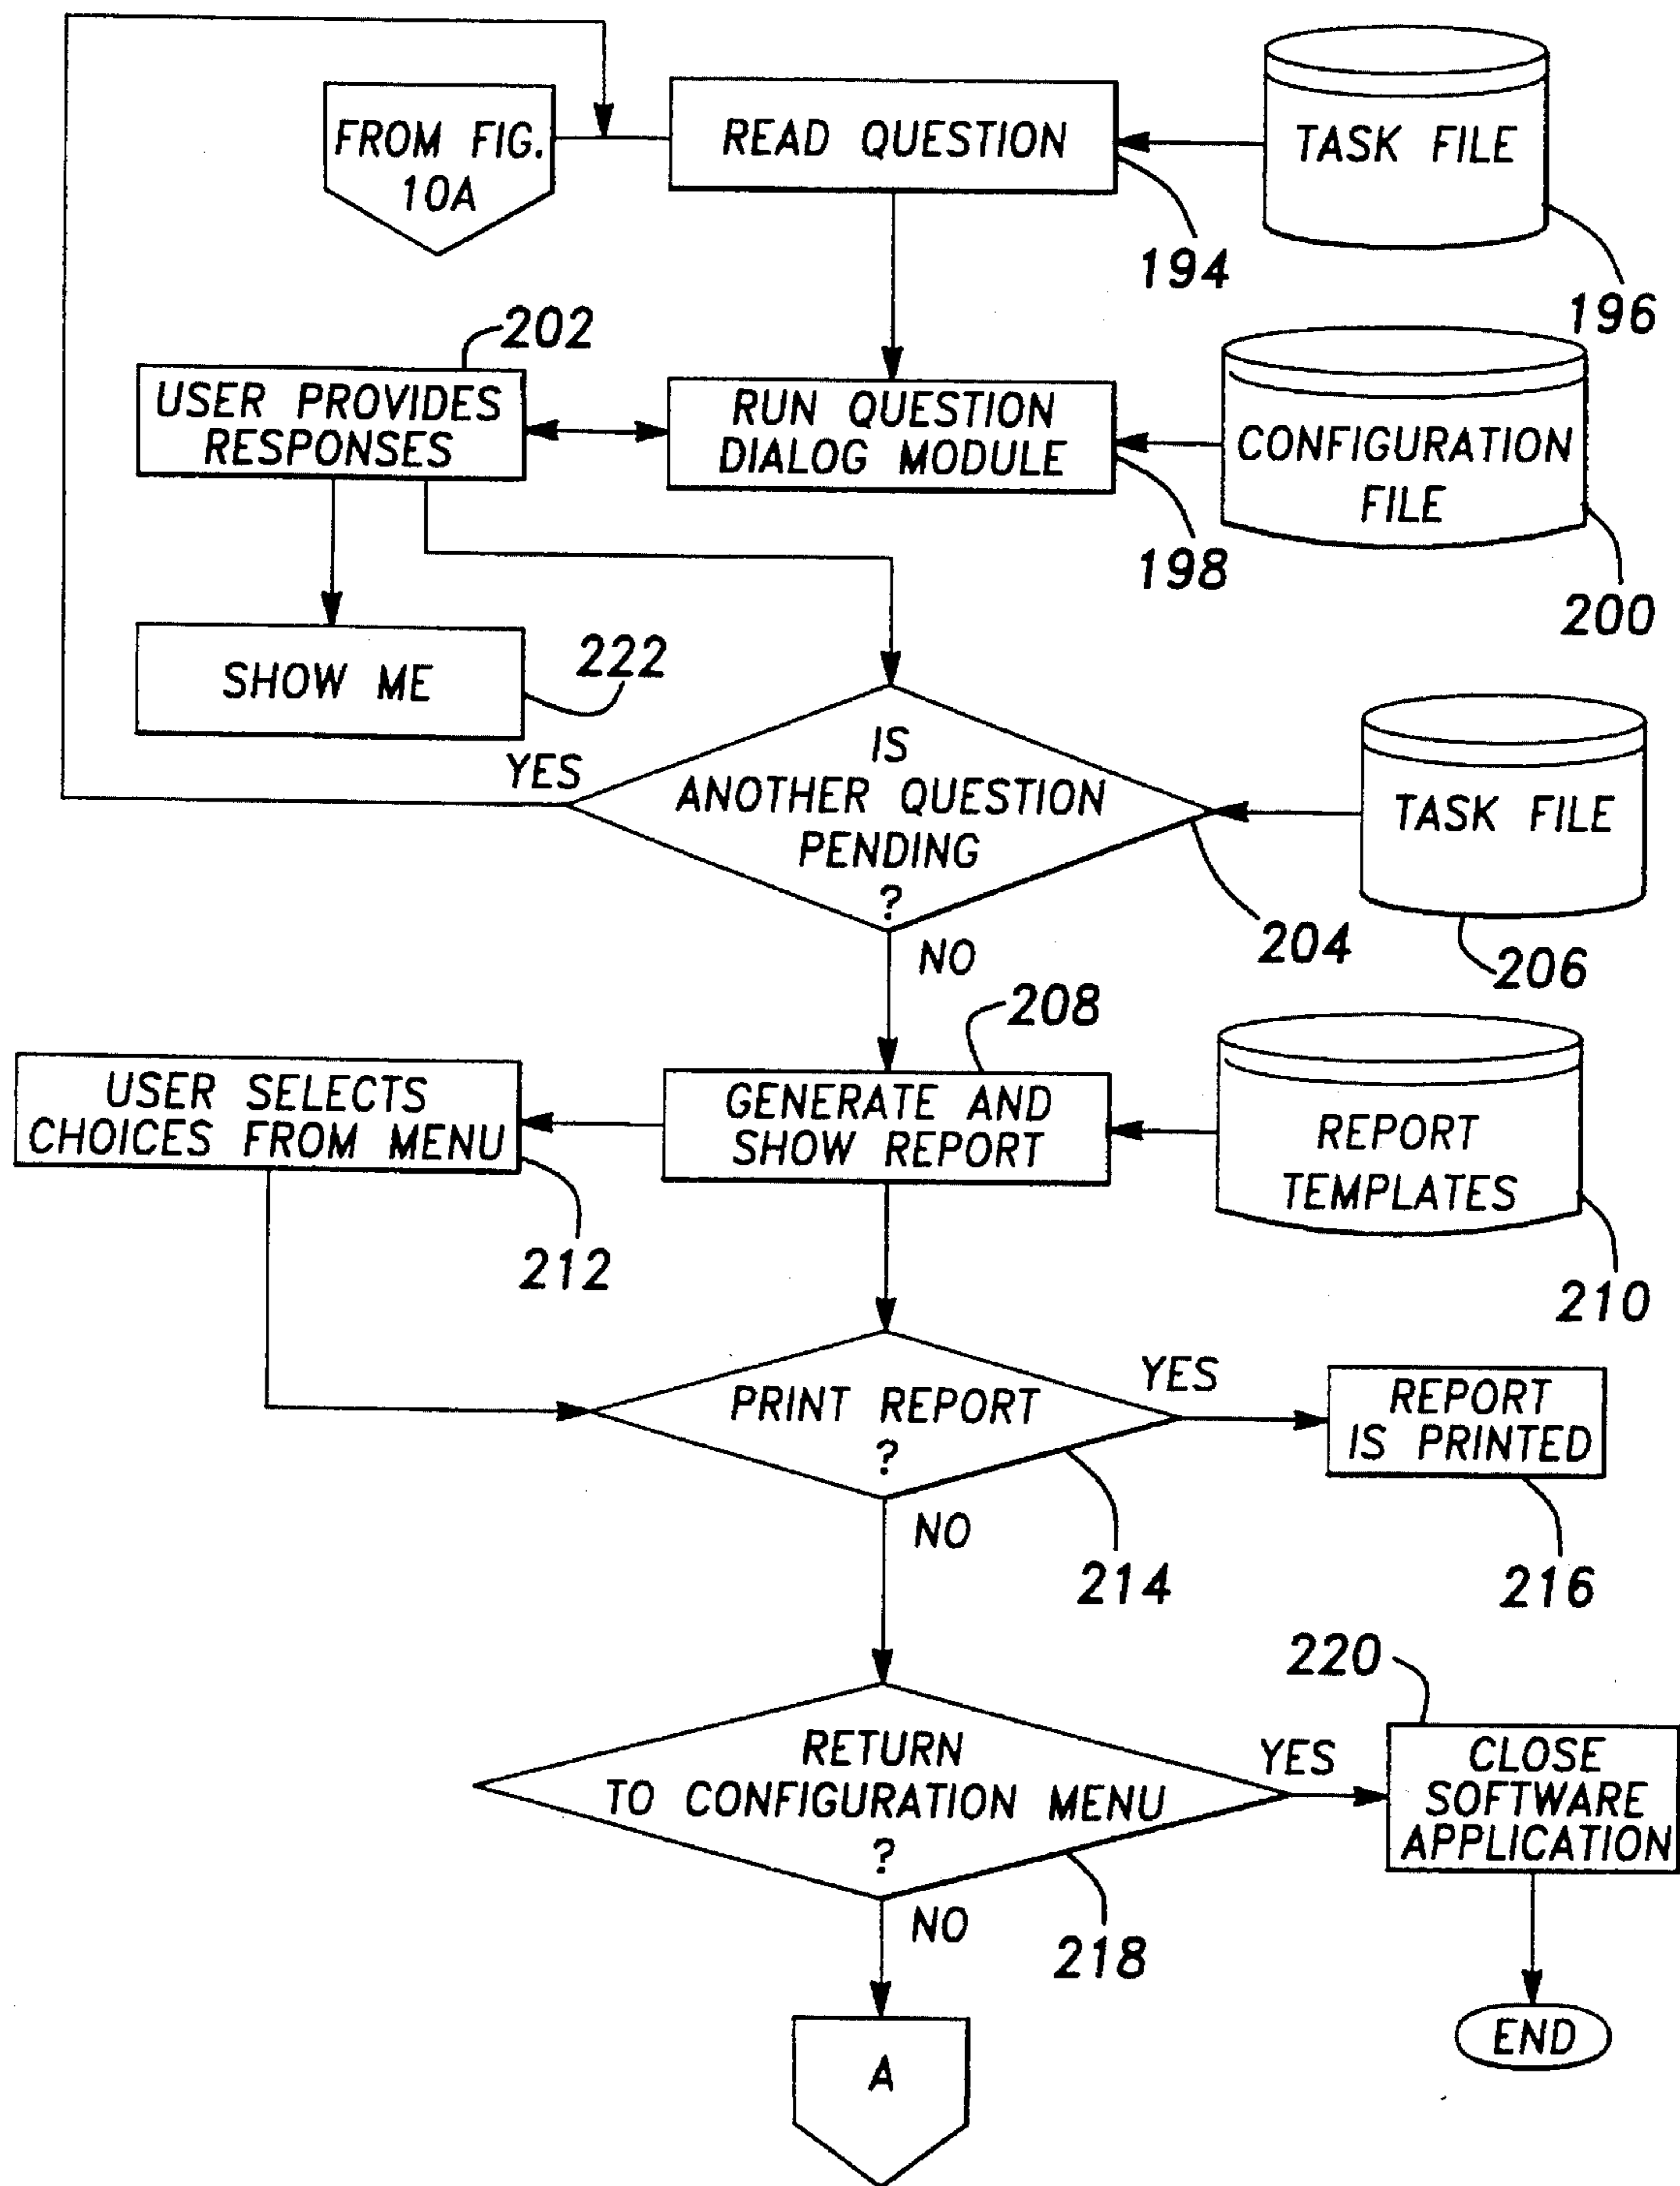 FROM FIG.
10A
READ QUESTION
TASK FILE
194
196
202
USER PROVIDES
RESPONSES
RUN QUESTION
DIALOG MODULE
CONFIGURATION
FILE
198
200
SHOW ME
222
YES
IS
ANOTHER QUESTION
PENDING
?
TASK FILE
204
206
NO
208
USER SELECTS
CHOICES FROM MENU
GENERATE AND
SHOW REPORT
REPORT
TEMPLATES
212
210
PRINT REPORT
?
YES
REPORT
IS PRINTED
NO
214
216
220
RETURN
TO CONFIGURATION MENU
?
YES
CLOSE
SOFTWARE
APPLICATION
NO
218
A
END